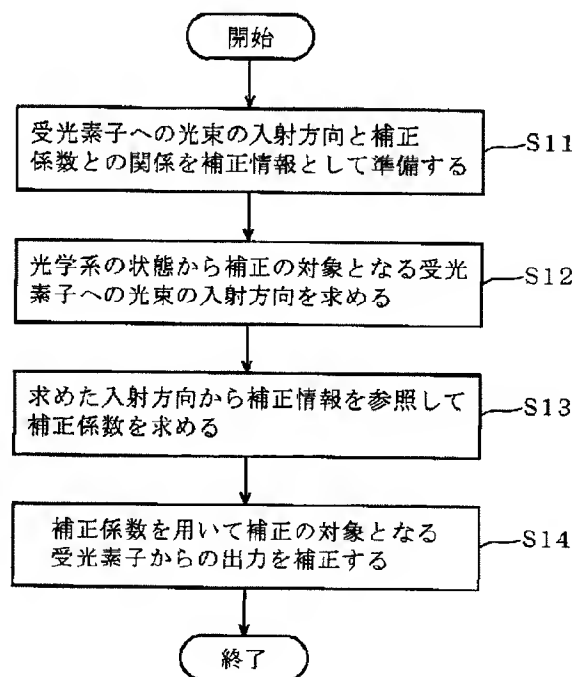 開始
受光素子への光束の入射方向と補正
係数との関係を補正情報として準備する
S11
光学系の状態から補正の対象となる受光
素子への光束の入射方向を求める
S12
求めた入射方向から補正情報を参照して
補正係数を求める
S13
補正係数を用いて補正の対象となる
受光素子からの出力を補正する
S14
終了